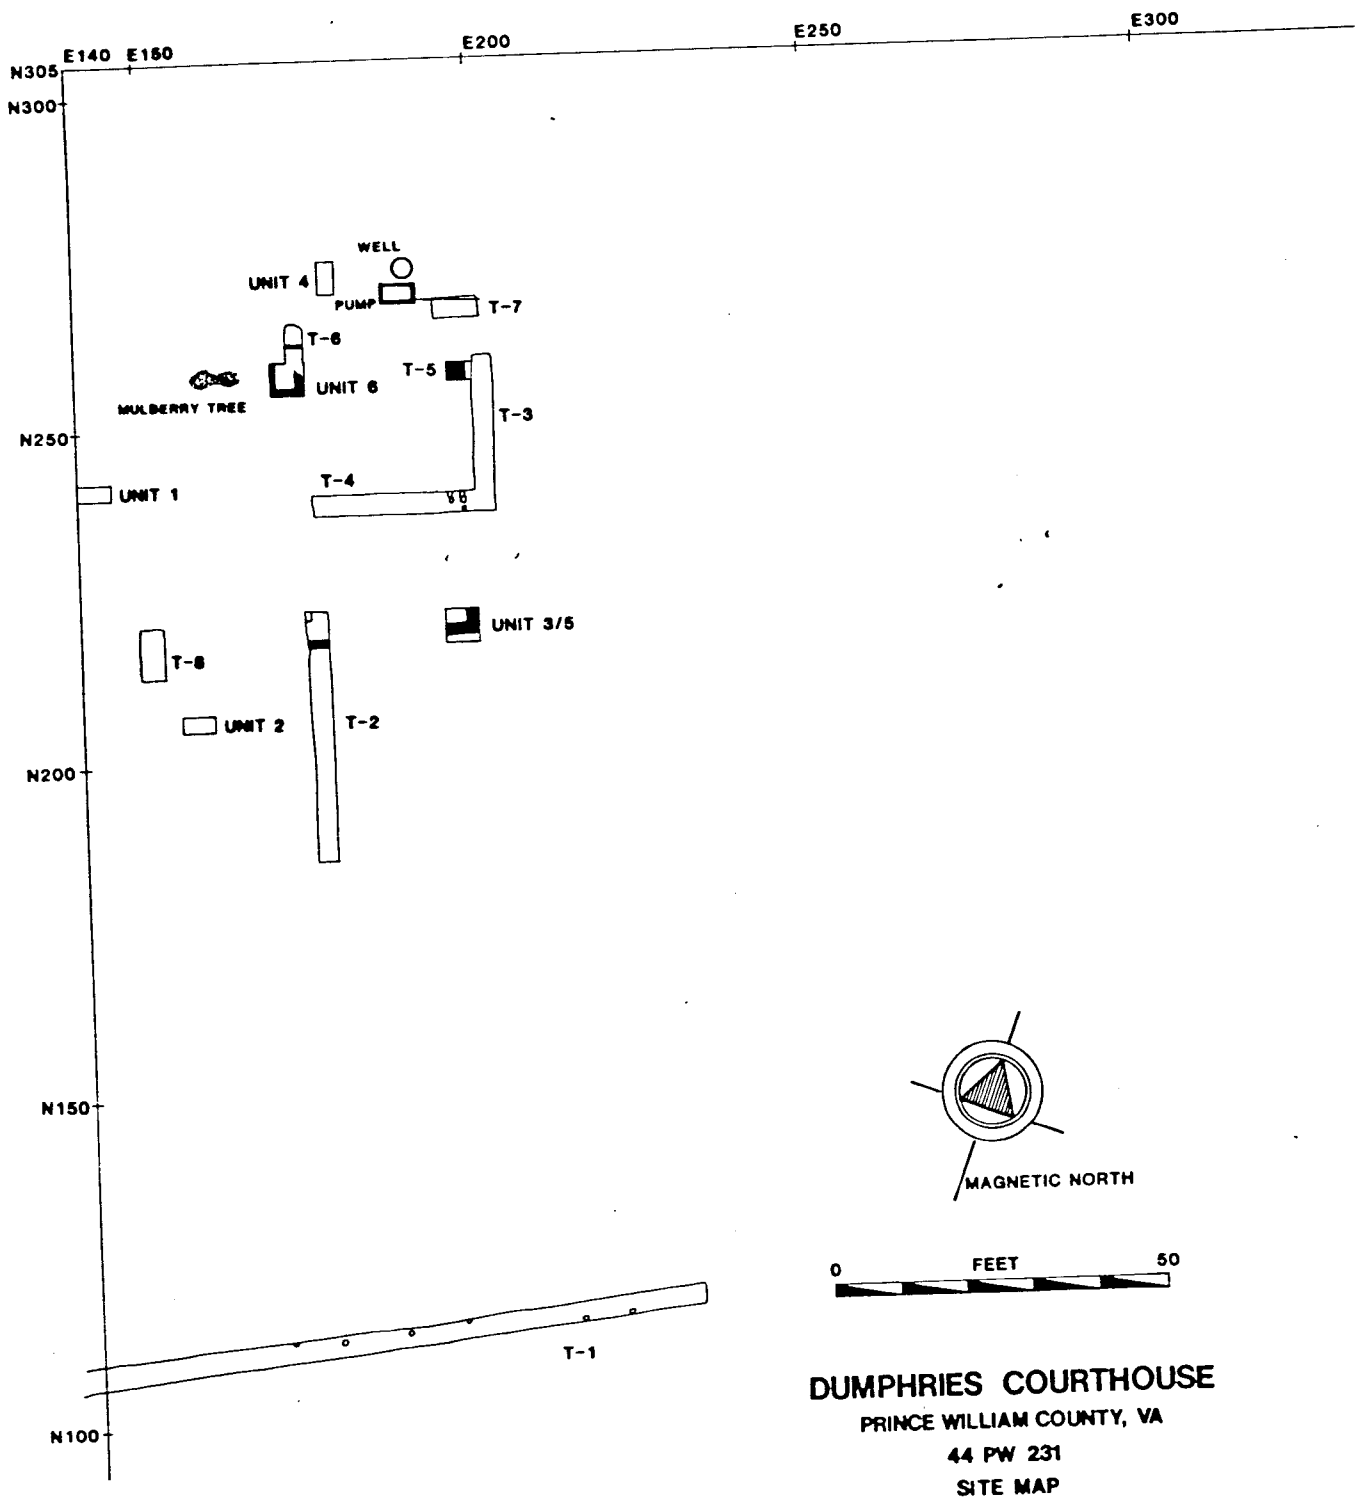 E140 E150 E200 E250 E300
N305
N300
WELL
UNIT 4
PUMP
T-7
T-6
T-5
UNIT 6
MULBERRY TREE
T-3
N250
T-4
UNIT 1
UNIT 3/5
T-8
UNIT 2
T-2
N200
N150
MAGNETIC NORTH
0 FEET 50
T-1
DUMPHRIES COURTHOUSE
PRINCE WILLIAM COUNTY, VA
N100
44 PW 231
SITE MAP